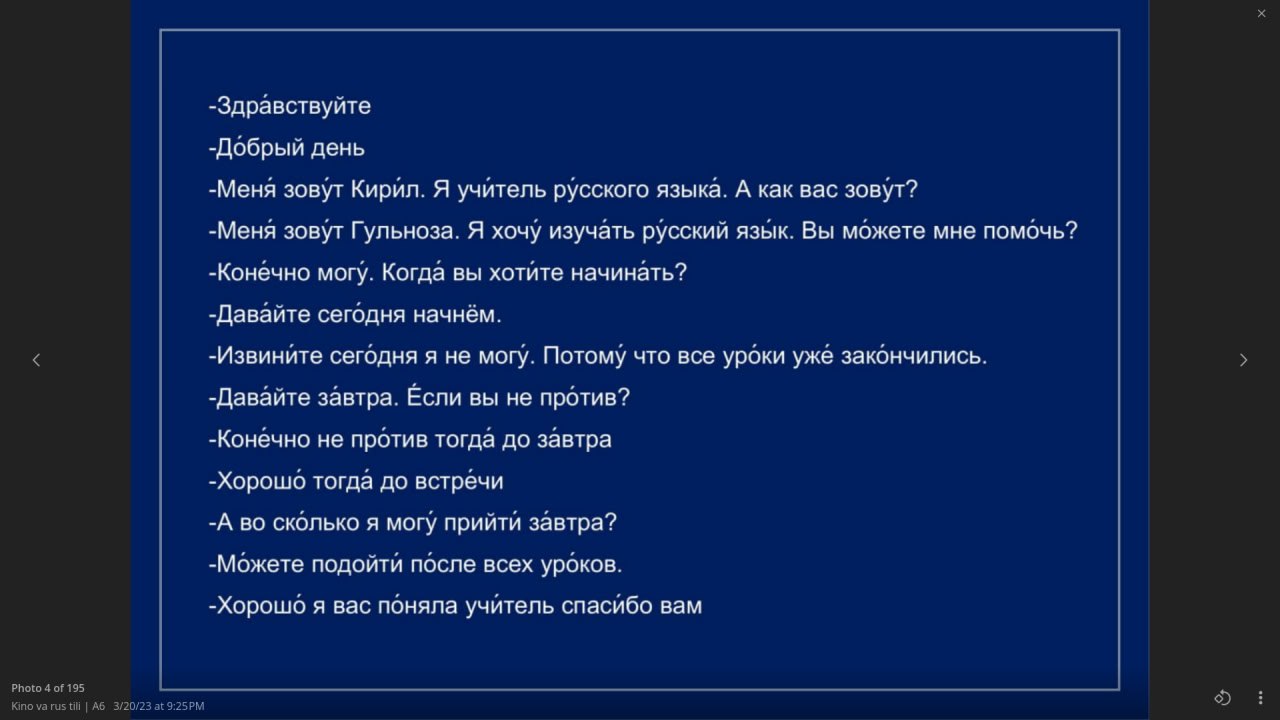 -Здра́вствуйте
-До́брый день
-Меня́ зову́т Кири́л. Я учи́тель ру́сского языка́. А как вас зову́т?
-Меня́ зову́т Гульноза. Я хочу́ изуча́ть ру́сский язы́к. Вы мо́жете мне помо́чь?
-Коне́чно могу́. Когда́ вы хоти́те начина́ть?
-Дава́йте сего́дня начнём.
-Извини́те сего́дня я не могу́. Потому́ что все уро́ки уже́ зако́нчились.
-Дава́йте за́втра. Е́сли вы не про́тив?
-Коне́чно не про́тив тогда́ до за́втра
-Хорошо́ тогда́ до встре́чи
-А во ско́лько я могу́ прийти́ за́втра?
-Мо́жете подойти́ по́сле всех уро́ков.
-Хорошо́ я вас по́няла учи́тель спаси́бо вам
Photo 4 of 195
Kino va rus tili | A6 3/20/23 at 9:25PM